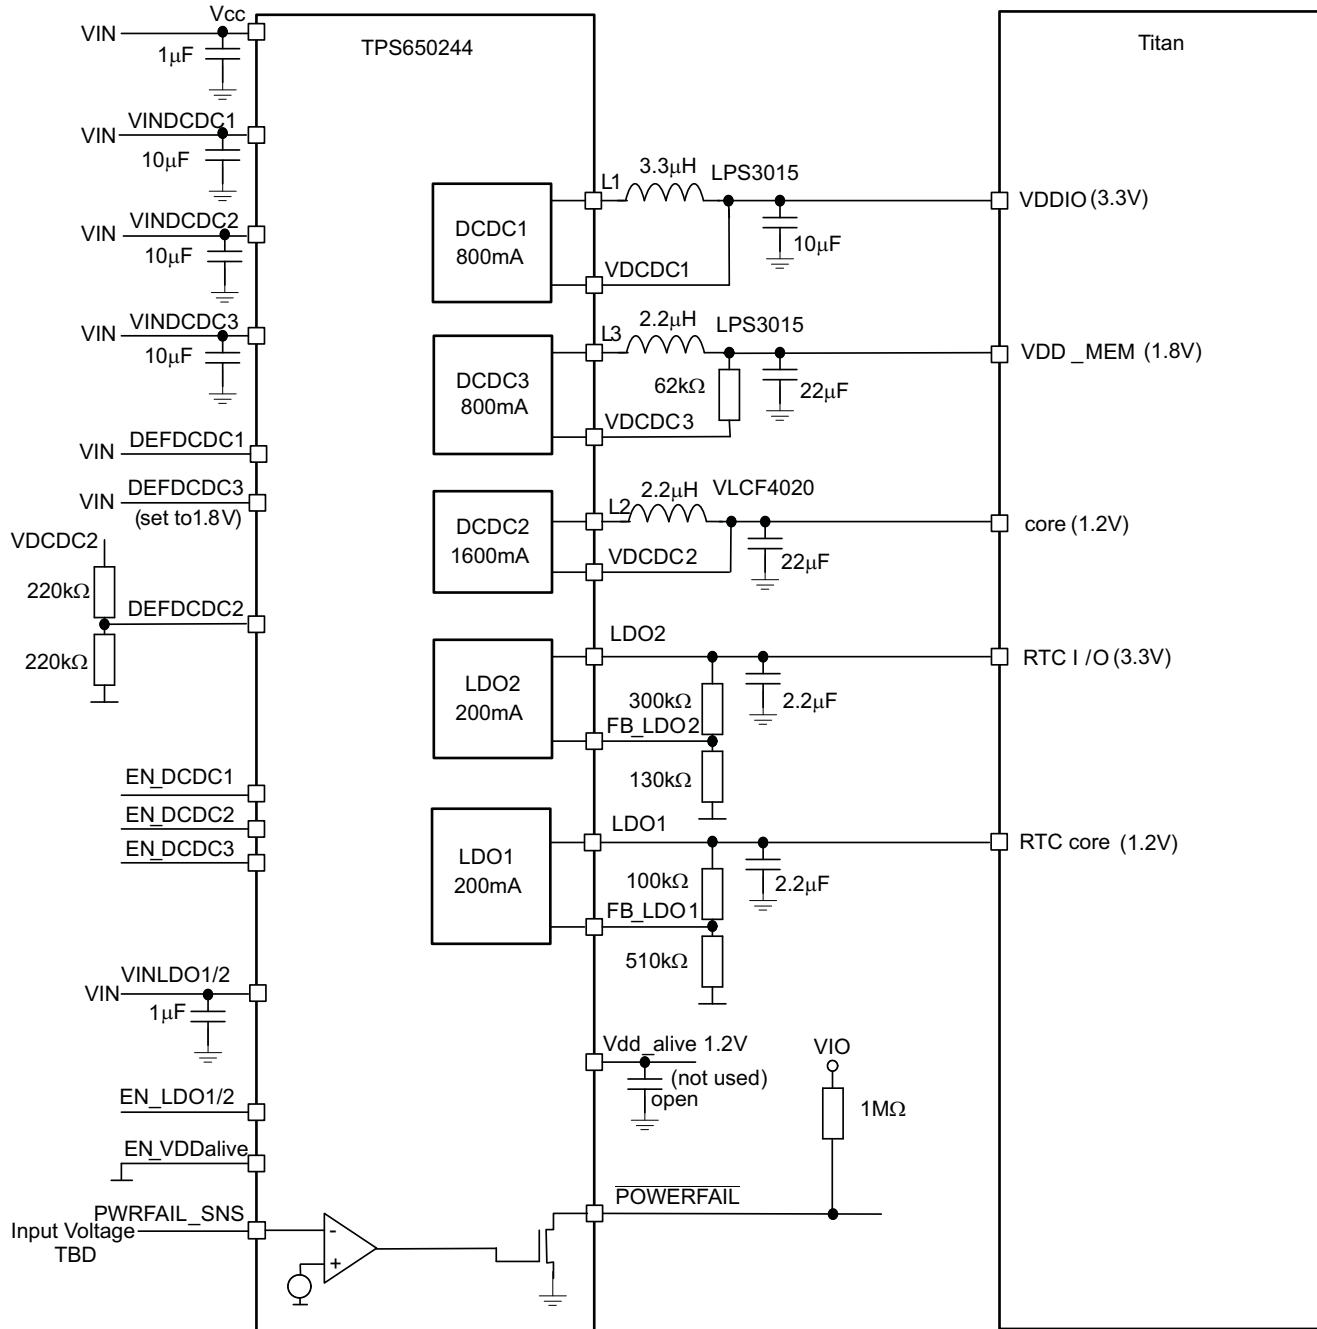 Vcc
VIN
1μF
TPS650244
Titan
VINDCDC1
VIN
10μF
VINDCDC2
VIN
10μF
VINDCDC3
VIN
10μF
DEFDCDC1
VIN
DEFDCDC3
VIN
(set to1.8V)
VDCDC2
220kΩ
DEFDCDC2
220kΩ
EN_DCDC1
EN_DCDC2
EN_DCDC3
VINLDO1/2
VIN
1μF
EN_LDO1/2
EN_VDDalive
PWRFAIL_SNS
Input Voltage
TBD
-
+
DCDC1
800mA
L1
3.3μH
LPS3015
VDCDC1
10μF
VDDIO (3.3V)
DCDC3
800mA
L3
2.2μH
LPS3015
62kΩ
22μF
VDCDC3
VDD_MEM (1.8V)
DCDC2
1600mA
L2
2.2μH
VLCF4020
VDCDC2
22μF
core (1.2V)
LDO2
200mA
LDO2
300kΩ
2.2μF
FB_LDO2
130kΩ
RTC I/O (3.3V)
LDO1
200mA
LDO1
100kΩ
2.2μF
FB_LDO1
510kΩ
RTC core (1.2V)
Vdd_alive 1.2V
(not used)
open
VIO
1MΩ
POWERFAIL